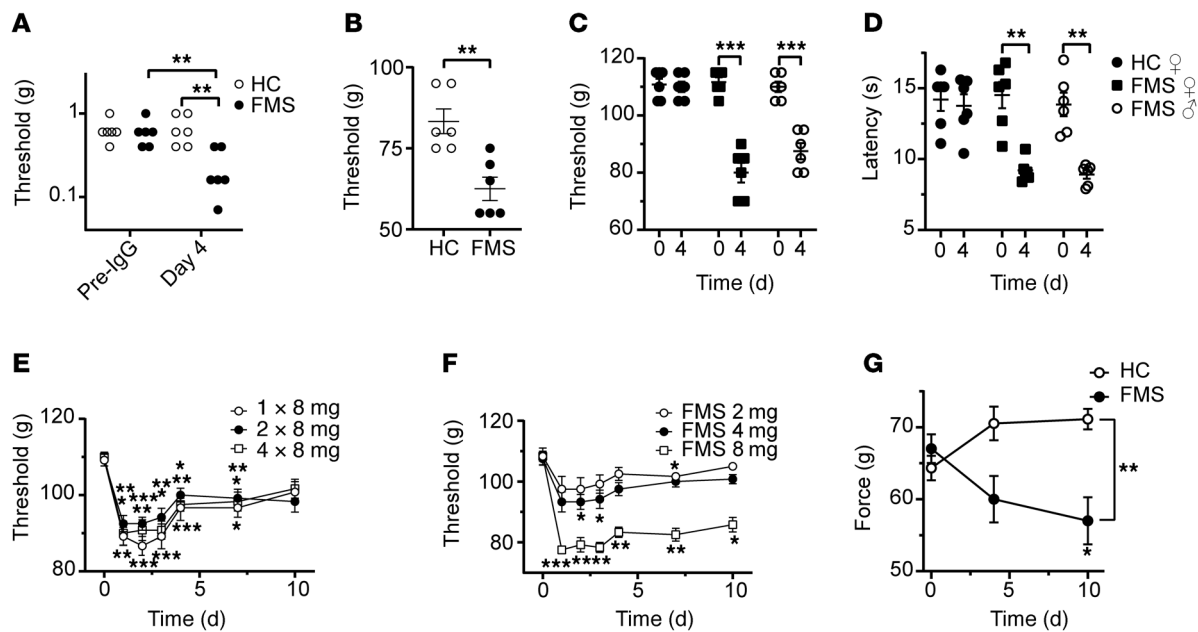 A
Threshold (g)
1
0.1
**
**
HC
FMS
Pre-IgG
Day 4
B
Threshold (g)
100
75
50
**
HC
FMS
C
Threshold (g)
120
100
80
60
***
***
0 4 0 4 0 4
Time (d)
D
Latency (s)
15
10
5
**
**
HC ♀
FMS ♀
FMS ♂
0 4 0 4 0 4
Time (d)
E
Threshold (g)
120
100
80
1 × 8 mg
2 × 8 mg
4 × 8 mg
**
*
***
**
**
*
*
**
**
*
**
***
***
***
*
0 5 10
Time (d)
F
Threshold (g)
120
100
80
FMS 2 mg
FMS 4 mg
FMS 8 mg
*
*
*
***
**
**
**
**
*
0 5 10
Time (d)
G
Force (g)
70
60
50
HC
FMS
**
*
0 5 10
Time (d)